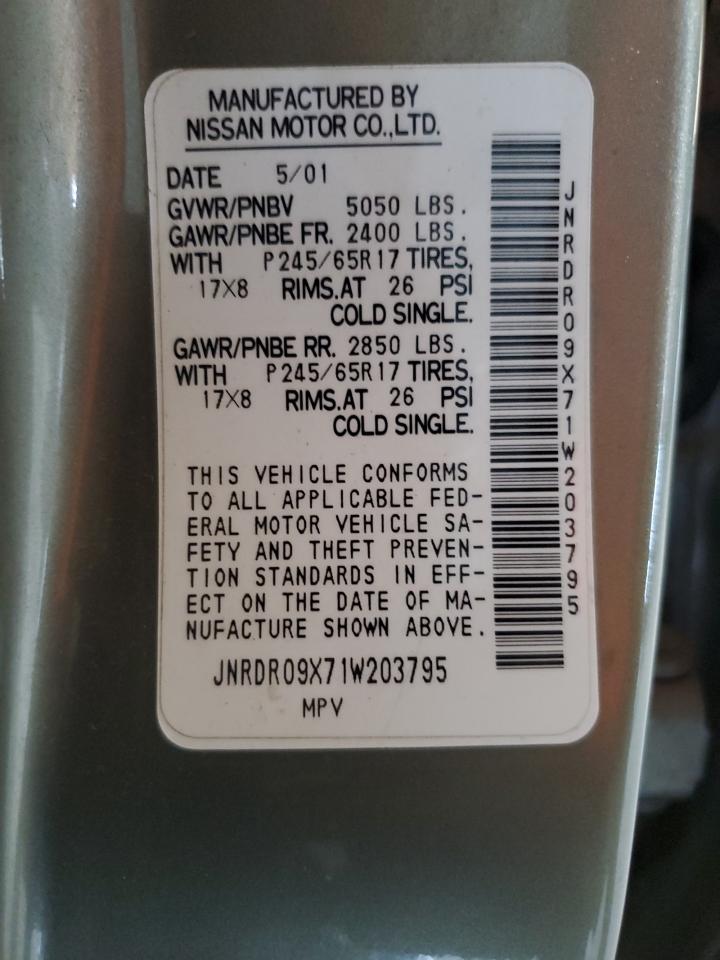 MANUFACTURED BY
NISSAN MOTOR CO.,LTD.
DATE 5/01
GVWR/PNBV 5050 LBS.
GAWR/PNBE FR. 2400 LBS.
WITH P245/65R17 TIRES,
17X8 RIMS.AT 26 PSI
COLD SINGLE.
GAWR/PNBE RR. 2850 LBS.
WITH P245/65R17 TIRES,
17X8 RIMS.AT 26 PSI
COLD SINGLE.
THIS VEHICLE CONFORMS
TO ALL APPLICABLE FED-
ERAL MOTOR VEHICLE SA-
FETY AND THEFT PREVEN-
TION STANDARDS IN EFF-
ECT ON THE DATE OF MA-
NUFACTURE SHOWN ABOVE.
JNRDR09X71W203795
MPV
JNRDR09X71W203795